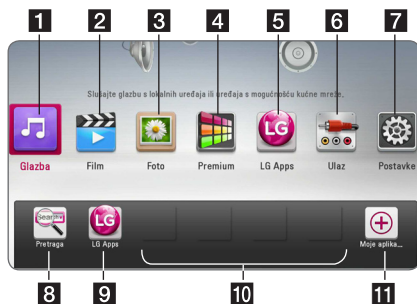 1 2 3 4 5 6 7
Slušajte glazbu s lokalnih uređaja ili uređaja s mogućnošću kućne mreže.
LG
Glazba Film Foto Premium LG Apps Ulaz Postavke
Search LG
Pretraga LG Apps Moje aplika...
8 9 10 11